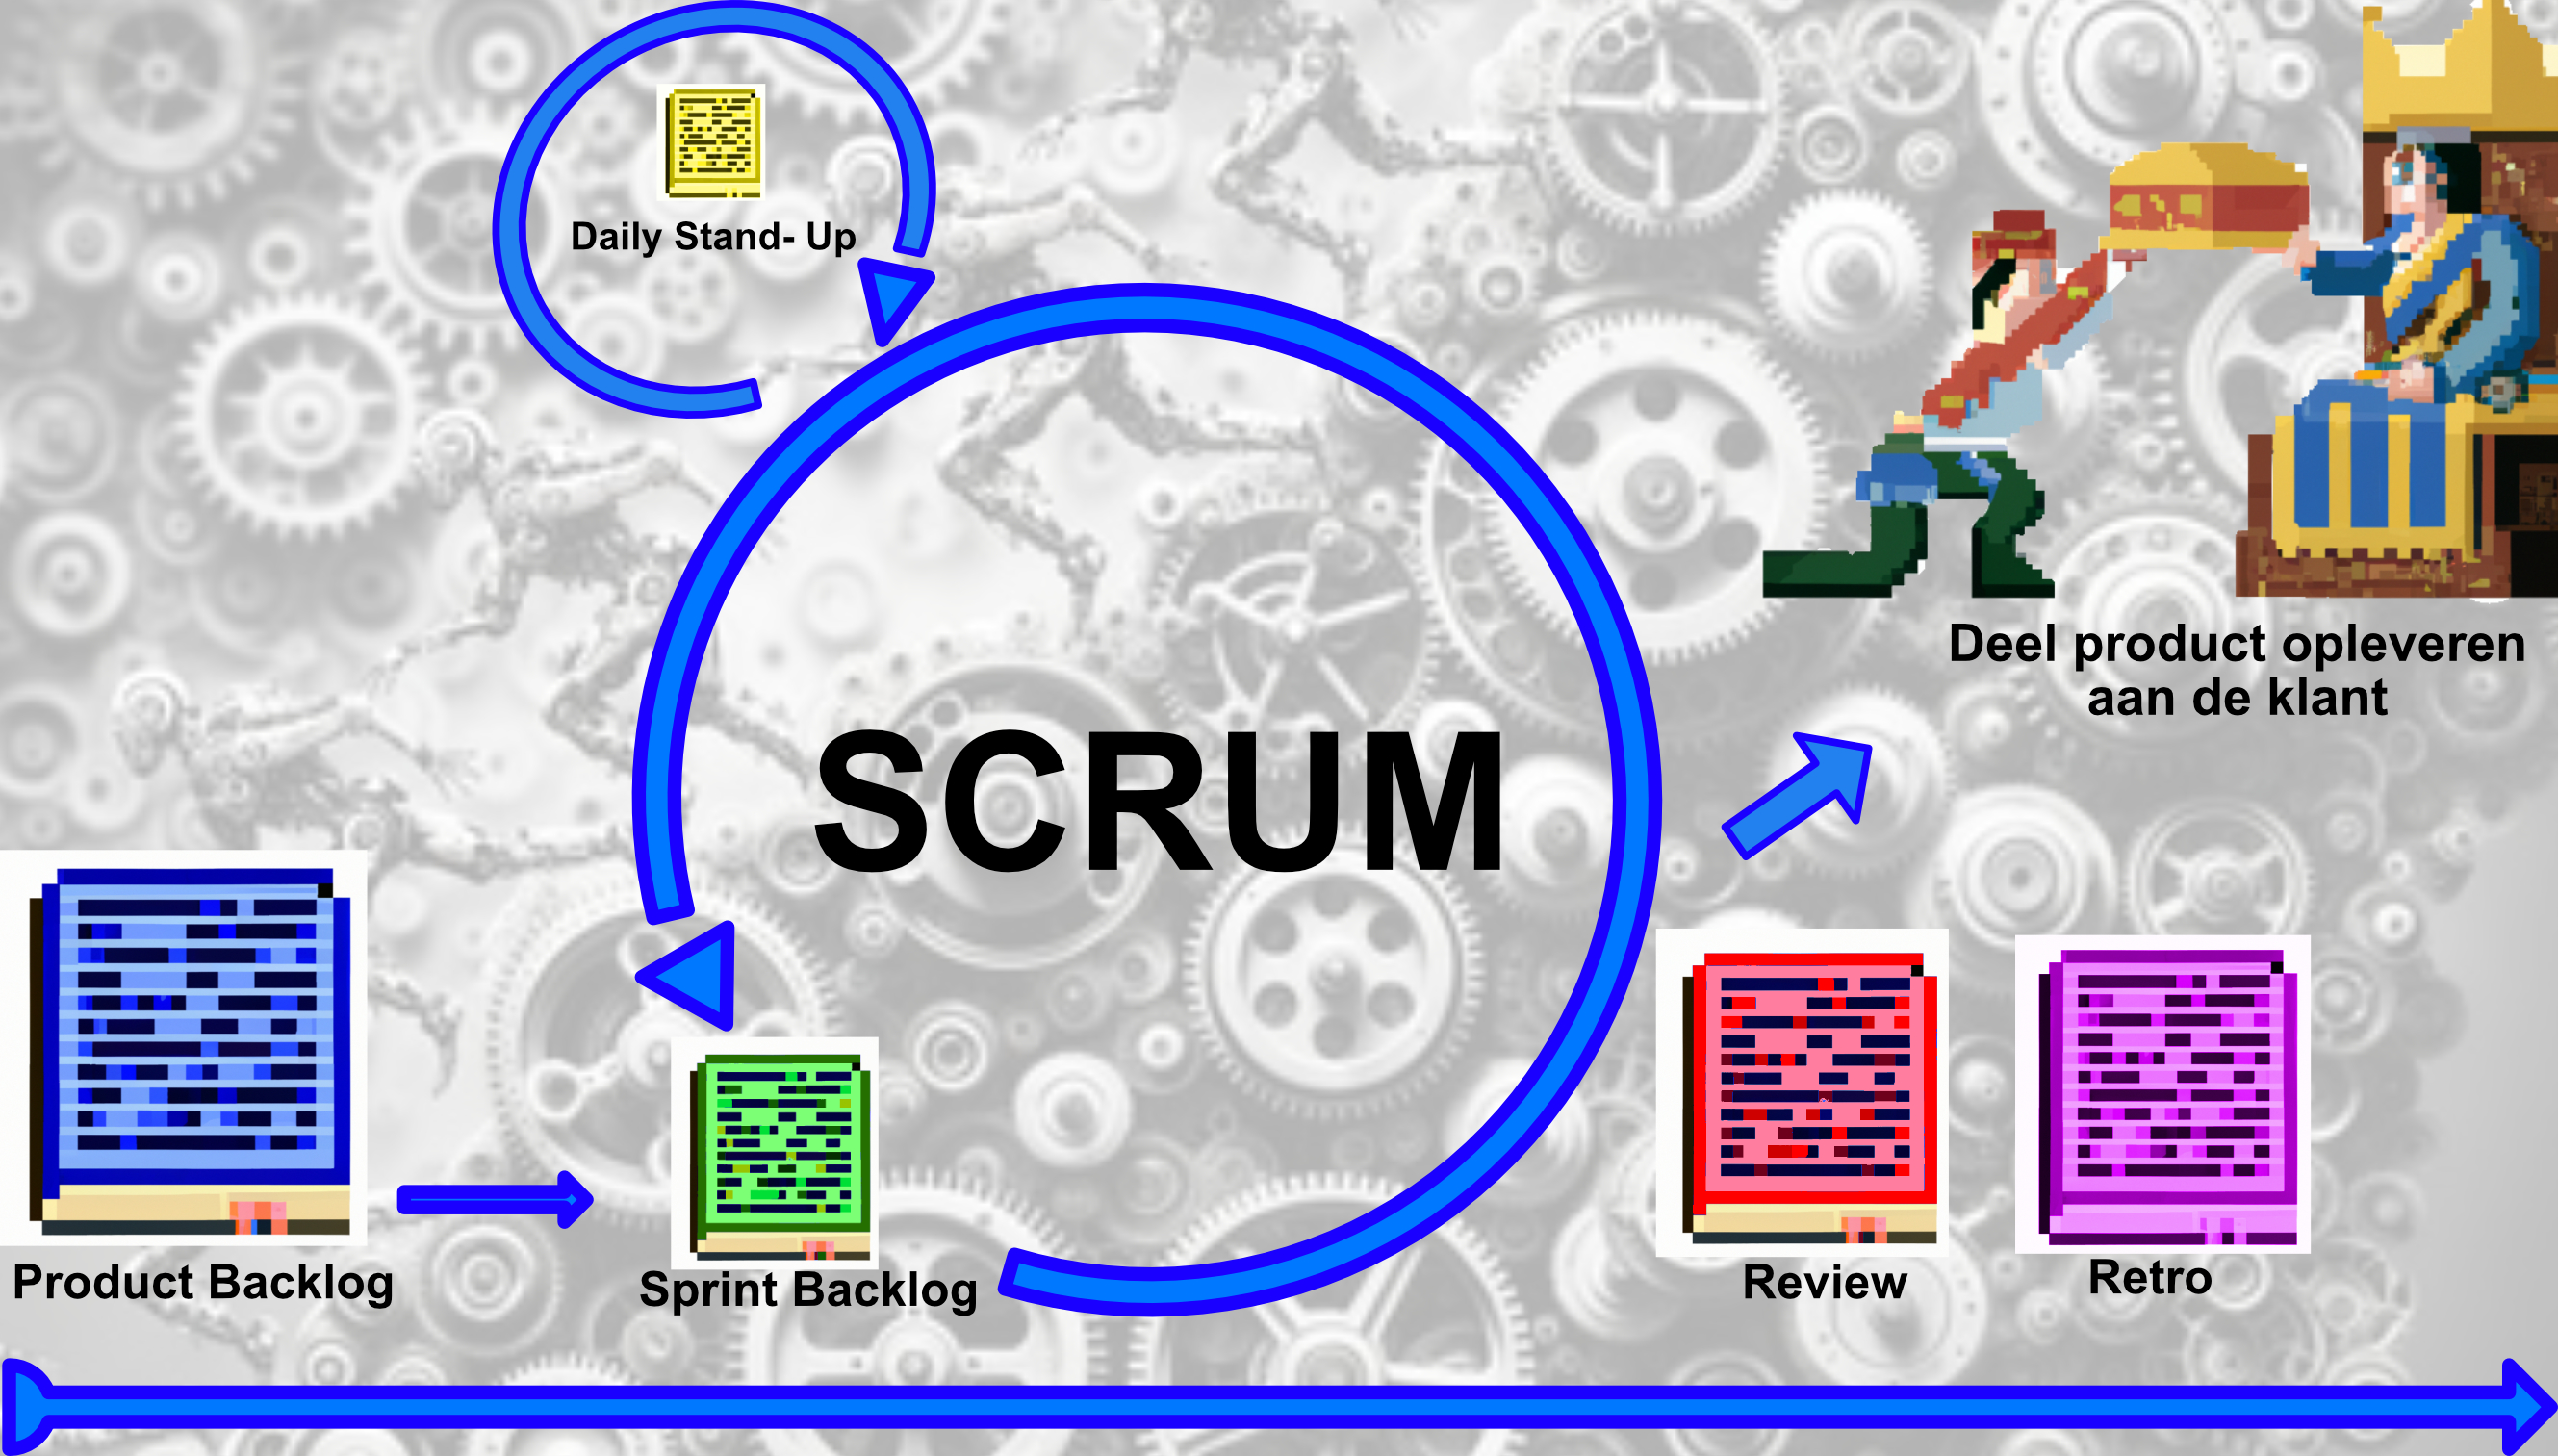 Daily Stand- Up
SCRUM
Deel product opleveren
aan de klant
Product Backlog
Sprint Backlog
Review
Retro